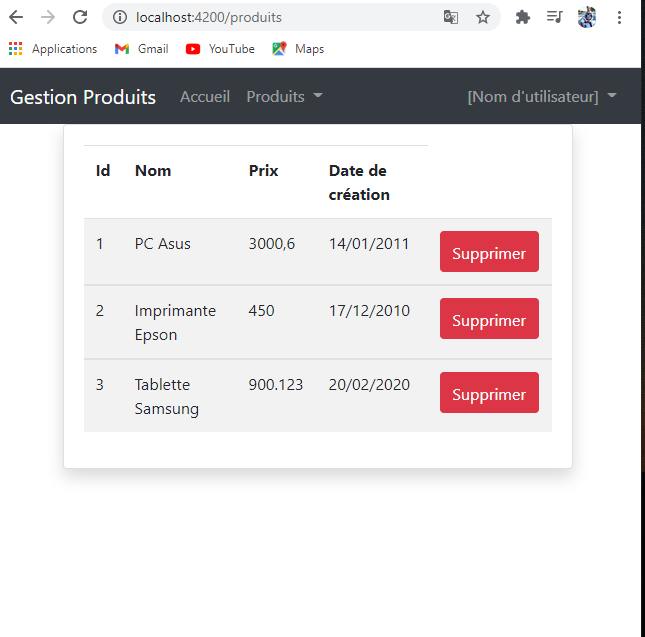 localhost:4200/produits
Applications Gmail YouTube Maps
Gestion Produits Accueil Produits [Nom d'utilisateur]
Id Nom Prix Date de
création
1 PC Asus 3000,6 14/01/2011 Supprimer
2 Imprimante 450 17/12/2010 Supprimer
Epson
3 Tablette 900.123 20/02/2020 Supprimer
Samsung